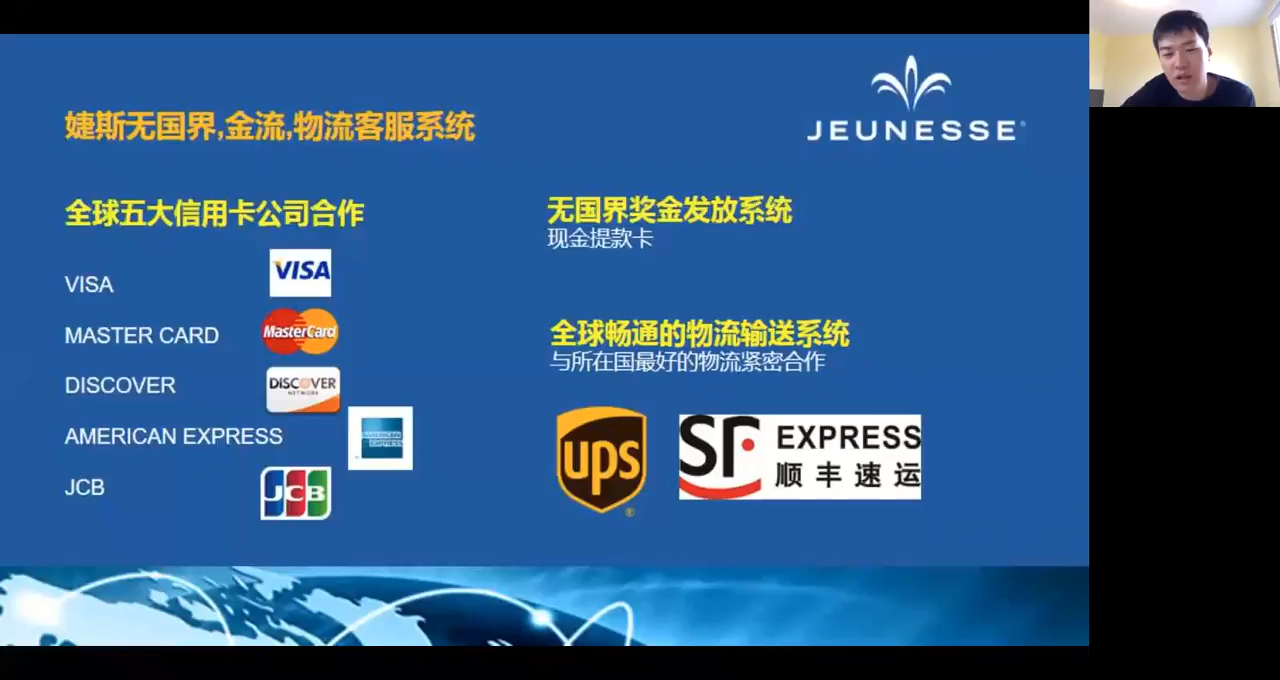 JEUNESSE
婕斯无国界,金流,物流客服系统
全球五大信用卡公司合作
VISA
VISA
MASTER CARD
MasterCard
DISCOVER
DISCOVER
NETWORK
AMERICAN EXPRESS
AMERICAN
EXPRESS
JCB
JCB
无国界奖金发放系统
现金提款卡
全球畅通的物流输送系统
与所在国最好的物流紧密合作
ups
SF EXPRESS
顺丰速运